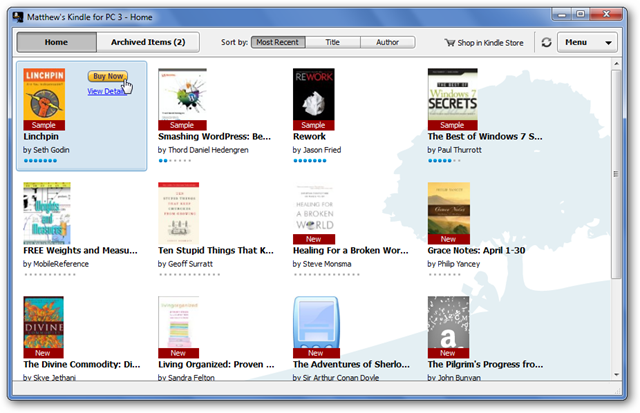 Matthew's Kindle for PC 3 - Home
Home
Archived Items (2)
Sort by:
Most Recent
Title
Author
Shop in Kindle Store
Menu
LINCHPIN
Buy Now
View Detail
Sample
Linchpin
by Seth Godin
Sample
Smashing WordPress: Be...
by Thord Daniel Hedengren
REWORK
Sample
Rework
by Jason Fried
THE BEST OF
Windows 7
SECRETS
Sample
The Best of Windows 7 S...
by Paul Thurrott
Weights
and
Measures
FREE Weights and Measu...
by MobileReference
TEN
STUPID THINGS
THAT KEEP
CHURCHES
FROM GROWING
Ten Stupid Things That K...
by Geoff Surratt
HEALING
FOR A
BROKEN
WORLD
New
Healing For a Broken Wor...
by Steve Monsma
PHILIP YANCEY
Grace Notes
New
Grace Notes: April 1-30
by Philip Yancey
DIVINE
New
The Divine Commodity: Di...
by Skye Jethani
livingorganized
New
Living Organized: Proven ...
by Sandra Felton
New
The Adventures of Sherlo...
by Sir Arthur Conan Doyle
a
New
The Pilgrim's Progress fro...
by John Bunyan